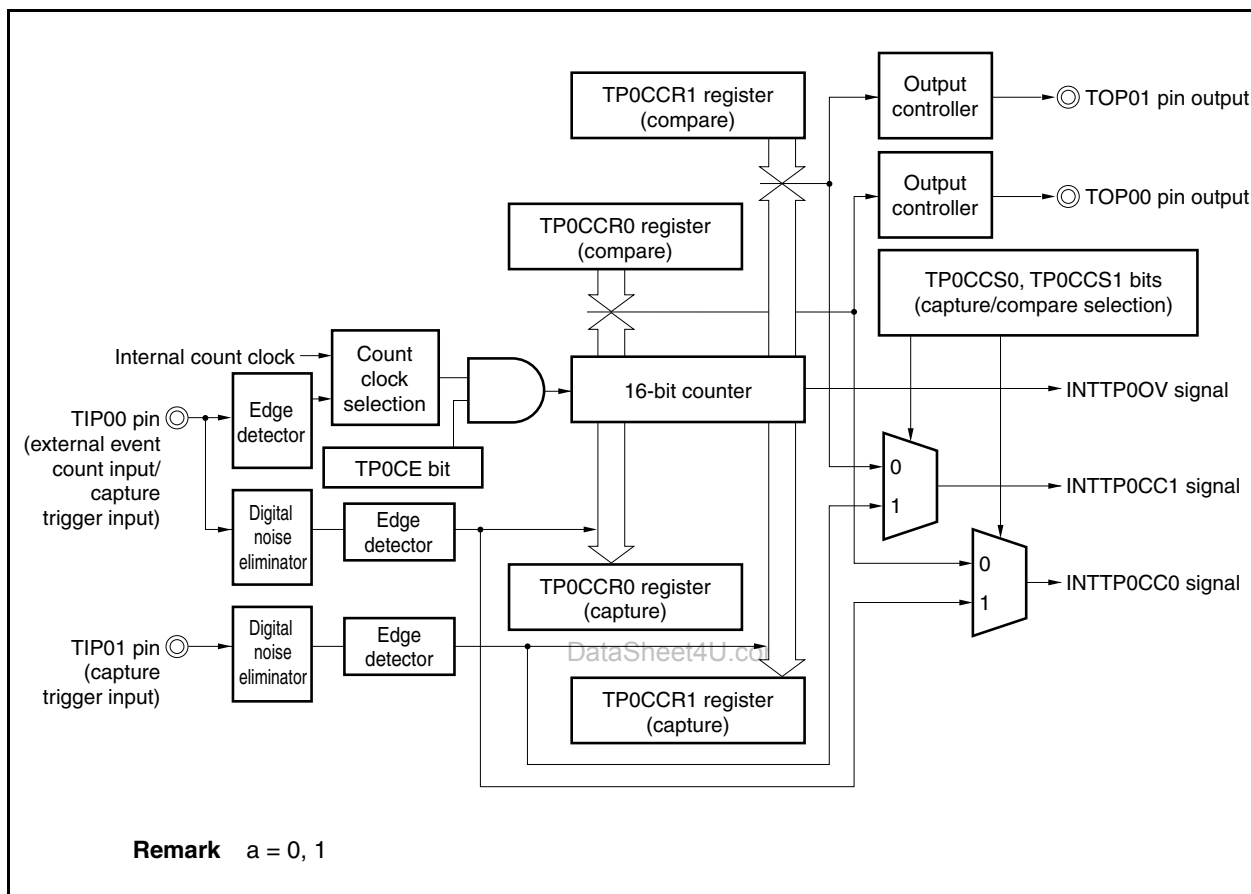 TP0CCR1 register
(compare)
Output
controller
TOP01 pin output
Output
controller
TOP00 pin output
TP0CCR0 register
(compare)
TP0CCS0, TP0CCS1 bits
(capture/compare selection)
Internal count clock
Count
clock
selection
16-bit counter
INTTP0OV signal
TIP00 pin
(external event
count input/
capture
trigger input)
Edge
detector
TP0CE bit
0
1
INTTP0CC1 signal
Digital
noise
eliminator
Edge
detector
TP0CCR0 register
(capture)
0
1
INTTP0CC0 signal
TIP01 pin
(capture
trigger input)
Digital
noise
eliminator
Edge
detector
DataSheet4U.co
TP0CCR1 register
(capture)
Remark a = 0, 1